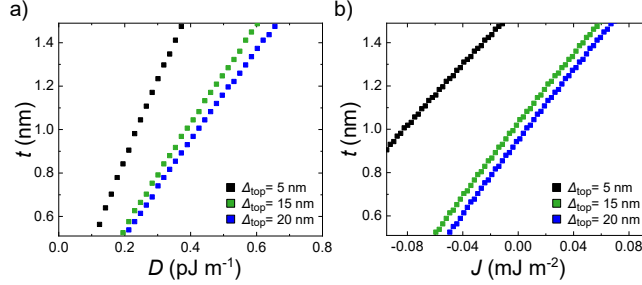 a)
t (nm)
1.4
1.2
1.0
0.8
0.6
0.0 0.2 0.4 0.6 0.8
D (pJ m⁻¹)
Δtop= 5 nm
Δtop= 15 nm
Δtop= 20 nm
b)
t (nm)
1.4
1.2
1.0
0.8
0.6
-0.08 -0.04 0.00 0.04 0.08
J (mJ m⁻²)
Δtop= 5 nm
Δtop= 15 nm
Δtop= 20 nm